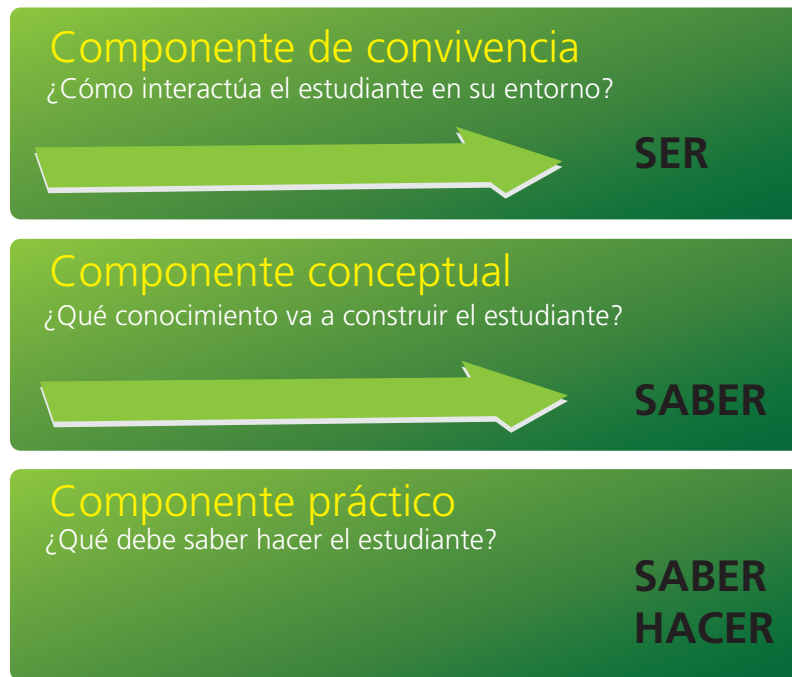 Componente de convivencia
¿Cómo interactúa el estudiante en su entorno?
SER
Componente conceptual
¿Qué conocimiento va a construir el estudiante?
SABER
Componente práctico
¿Qué debe saber hacer el estudiante?
SABER
HACER